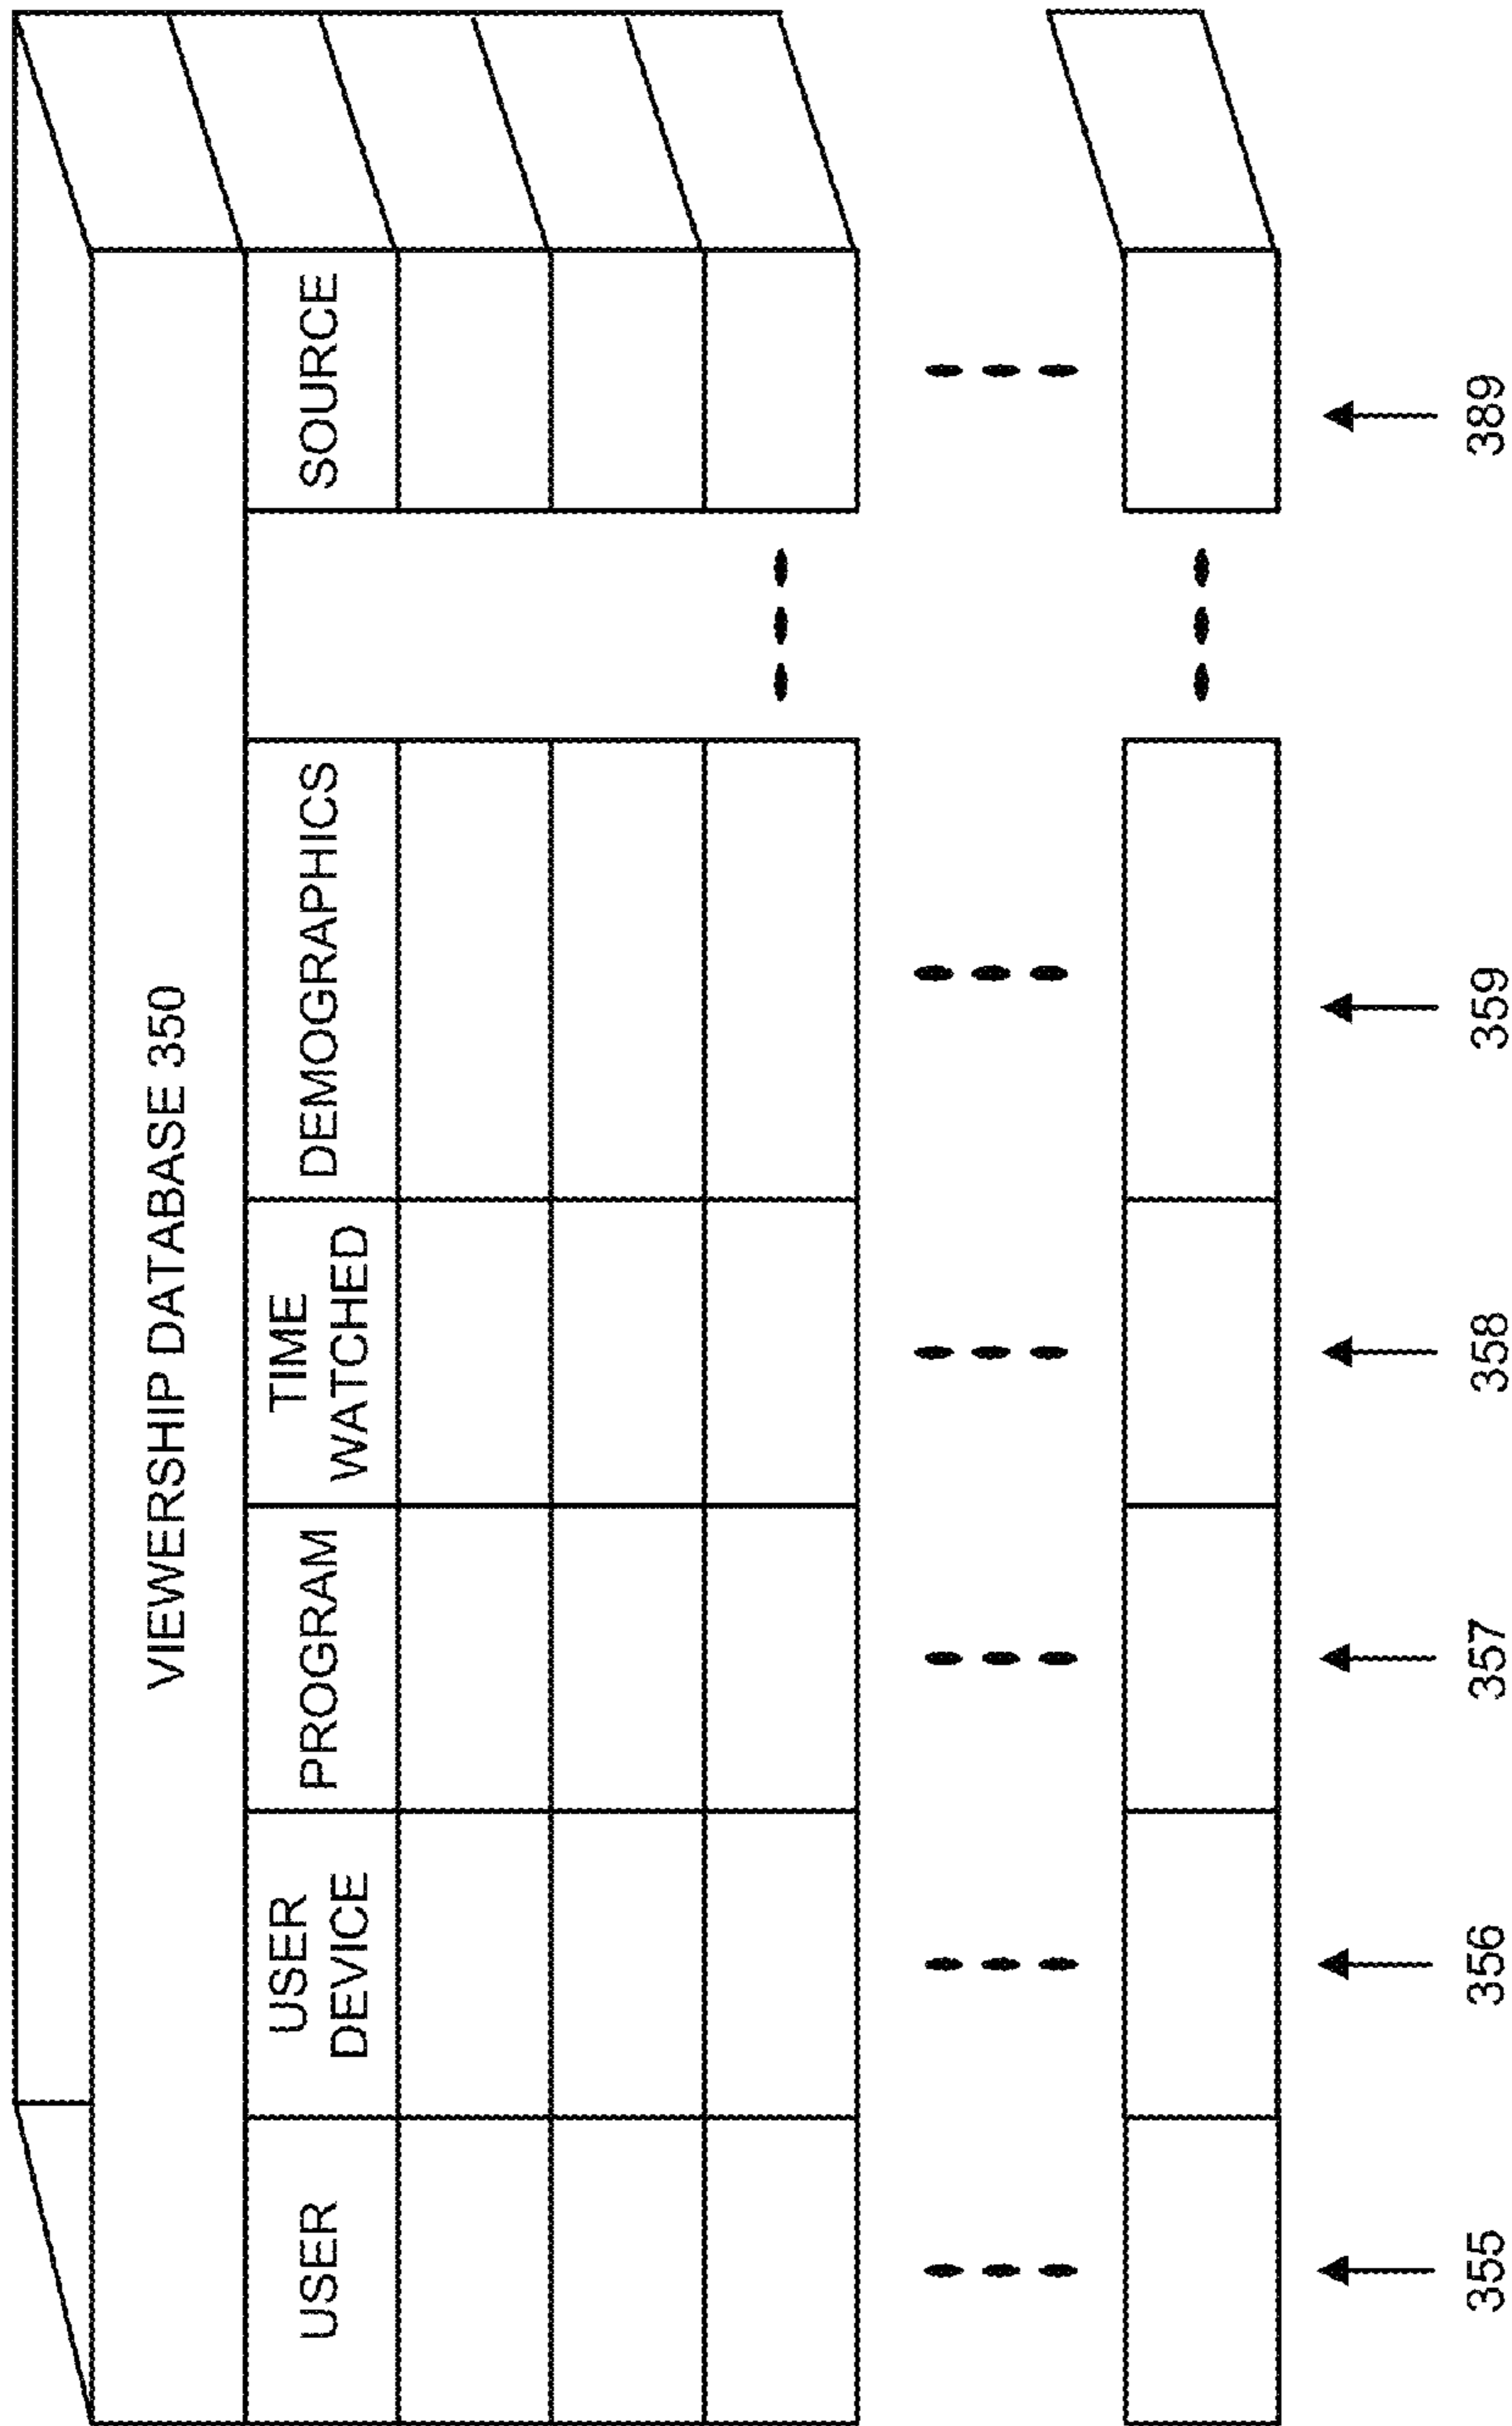 VIEWERSHIP DATABASE 350
USER
USER
DEVICE
PROGRAM
TIME
WATCHED
DEMOGRAPHICS
SOURCE
355
356
357
358
359
389